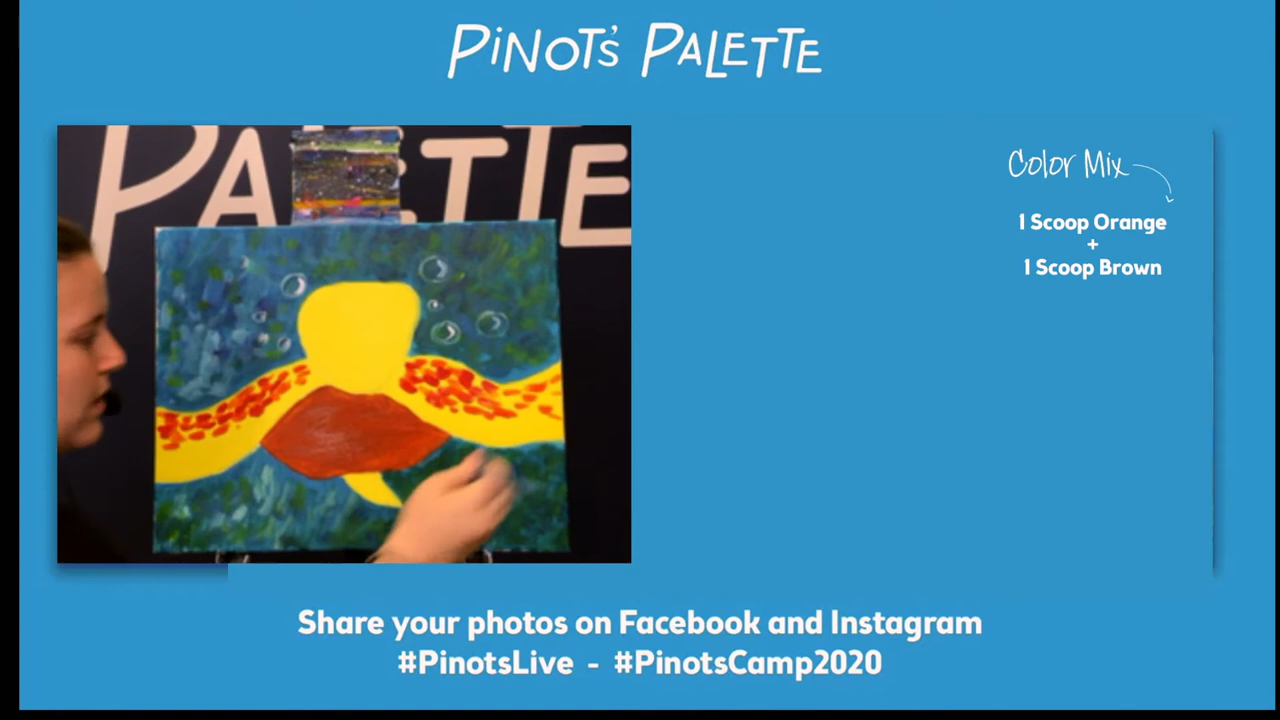 PiNOT'S PALETTE
PALETTE
Color Mix
1 Scoop Orange
+
1 Scoop Brown
Share your photos on Facebook and Instagram
#PinotsLive - #PinotsCamp2020